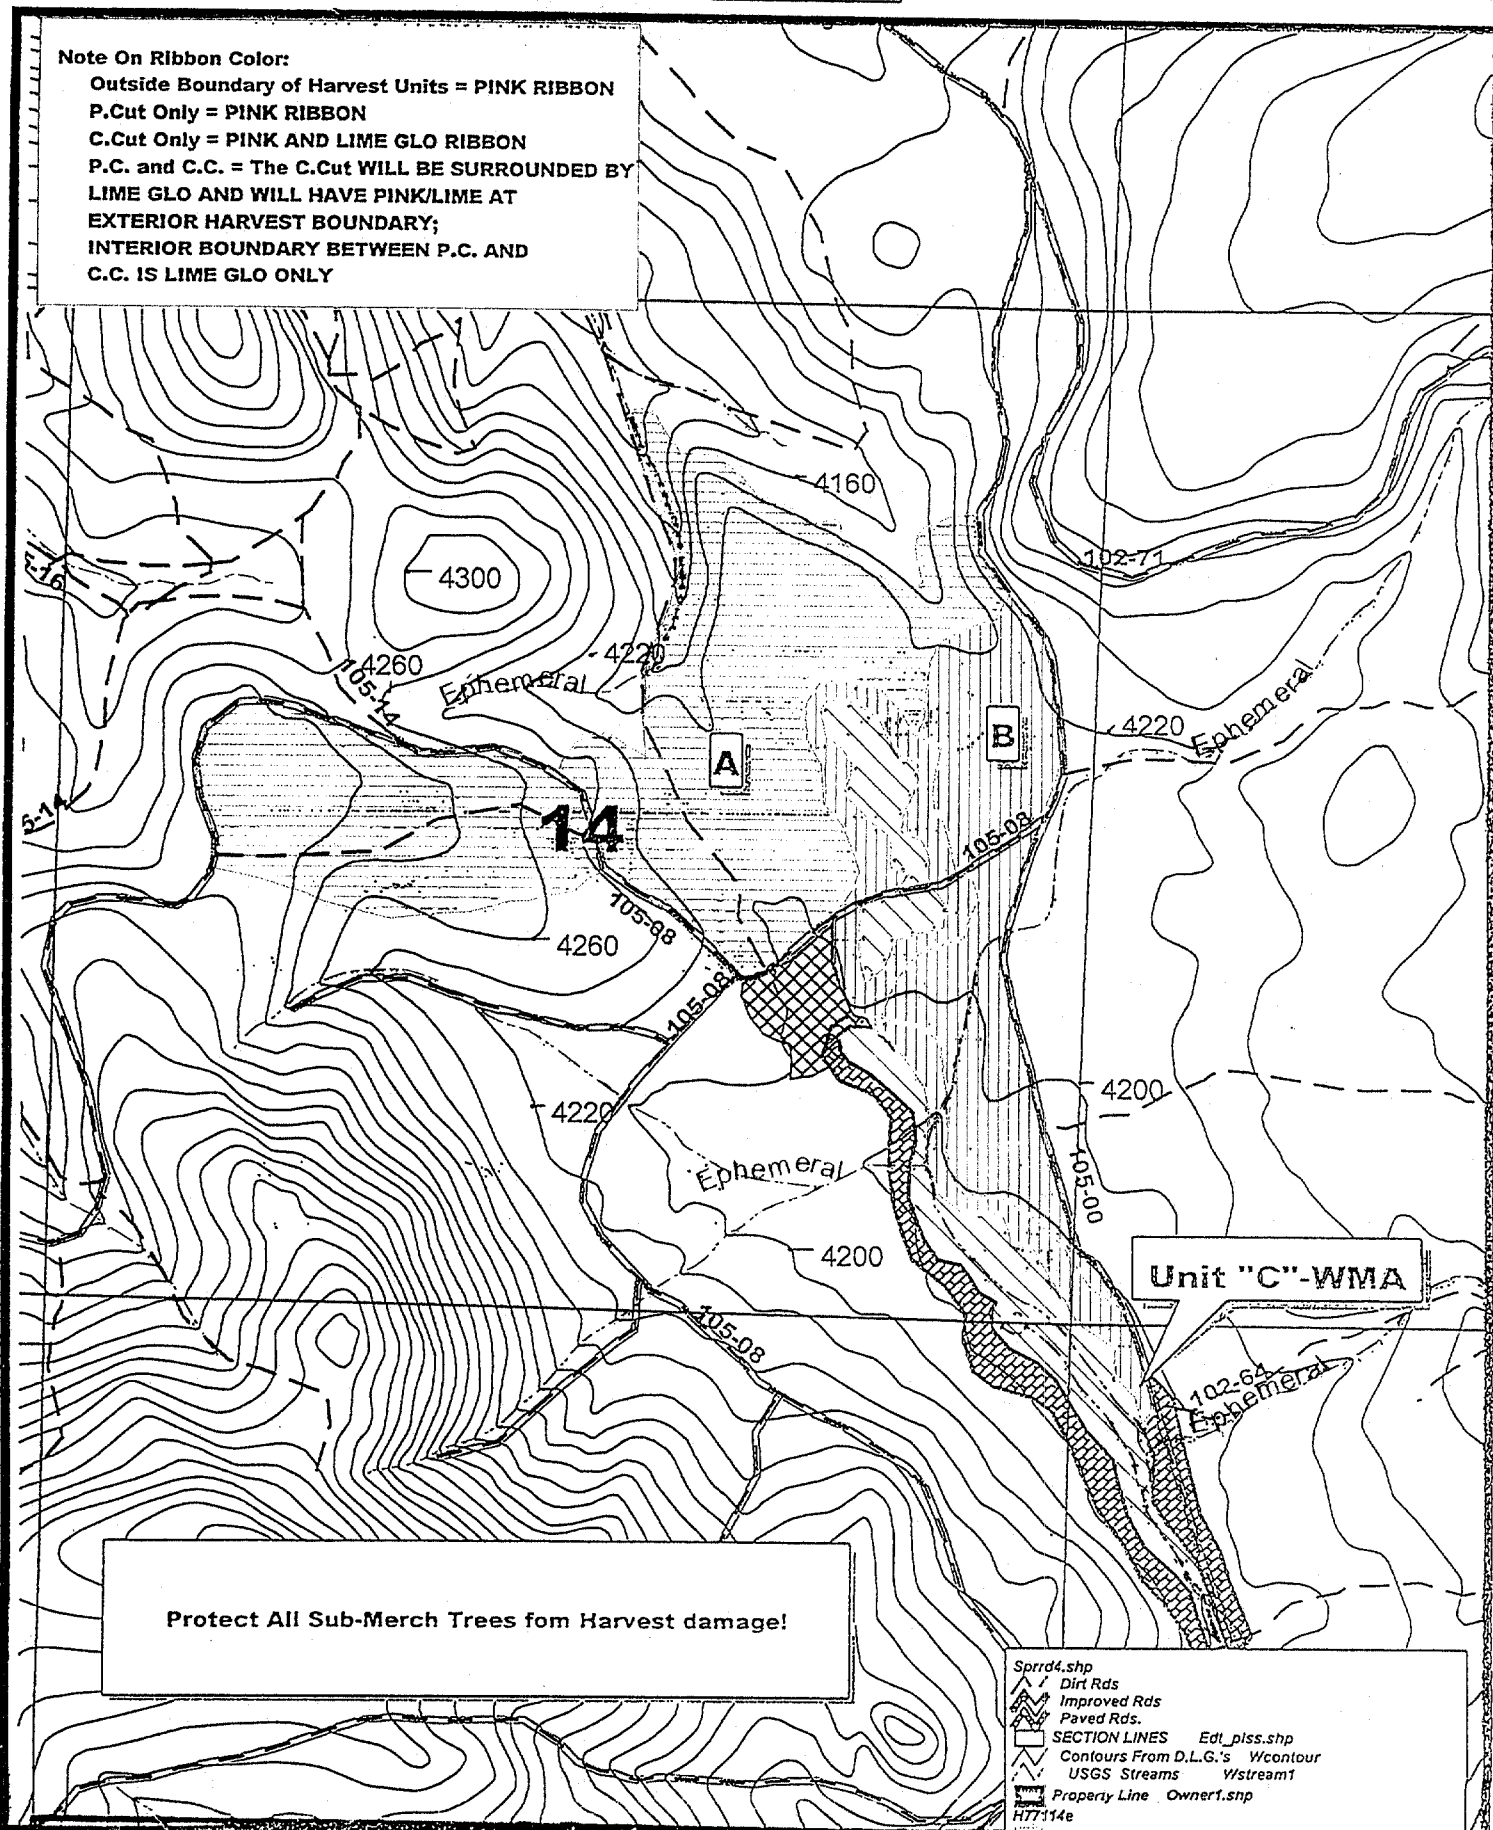 Note On Ribbon Color:
Outside Boundary of Harvest Units = PINK RIBBON
P.Cut Only = PINK RIBBON
C.Cut Only = PINK AND LIME GLO RIBBON
P.C. and C.C. = The C.Cut WILL BE SURROUNDED BY
LIME GLO AND WILL HAVE PINK/LIME AT
EXTERIOR HARVEST BOUNDARY;
INTERIOR BOUNDARY BETWEEN P.C. AND
C.C. IS LIME GLO ONLY
4160
102-71
4300
4220
4260
105-14
Ephemeral
4220
Ephemeral
A
B
5-14
14
105-08
105-08
4260
105-08
4220
4200
105-00
Ephemeral
4200
Unit "C"-WMA
105-08
102-64
Ephemeral
Protect All Sub-Merch Trees fom Harvest damage!
Sprrd4.shp
Dirt Rds
Improved Rds
Paved Rds.
SECTION LINES Edt_plss.shp
Contours From D.L.G.'s Wcontour
USGS Streams Wstream1
Property Line Owner1.shp
H77114e